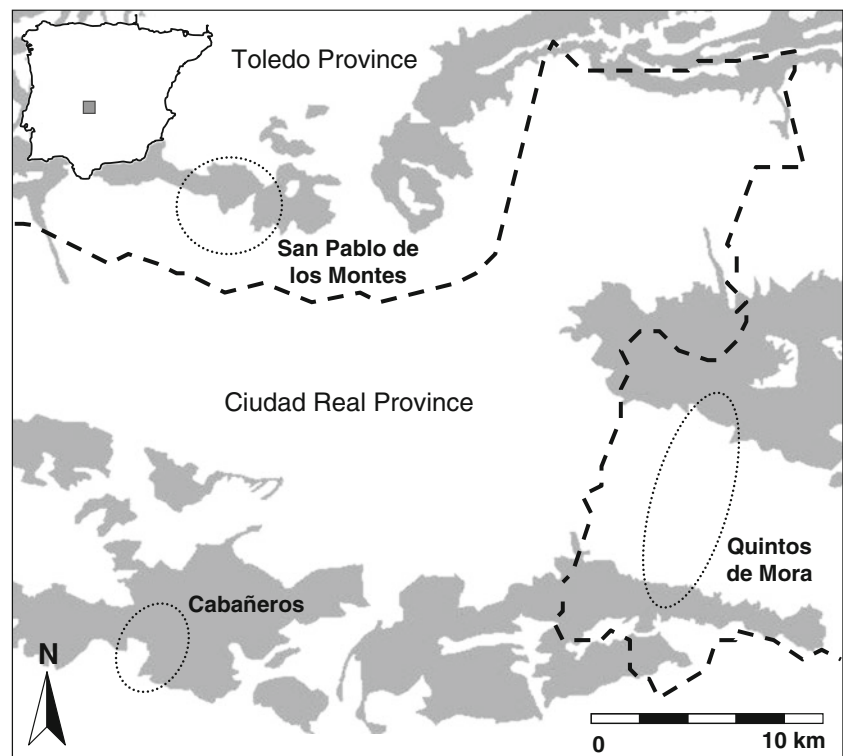 Toledo Province
San Pablo de
los Montes
Ciudad Real Province
Quintos
de Mora
Cabañeros
N
0
10 km